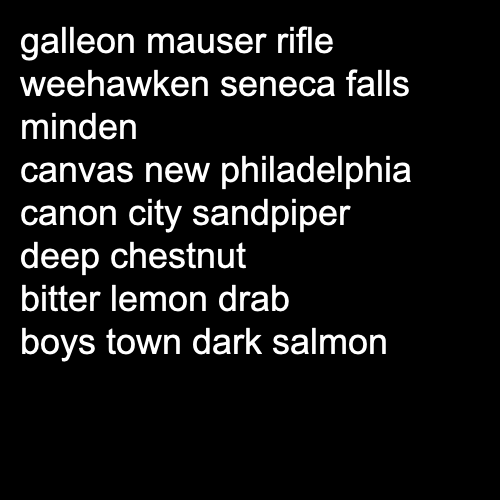 galleon mauser rifle
weehawken seneca falls
minden
canvas new philadelphia
canon city sandpiper
deep chestnut
bitter lemon drab
boys town dark salmon